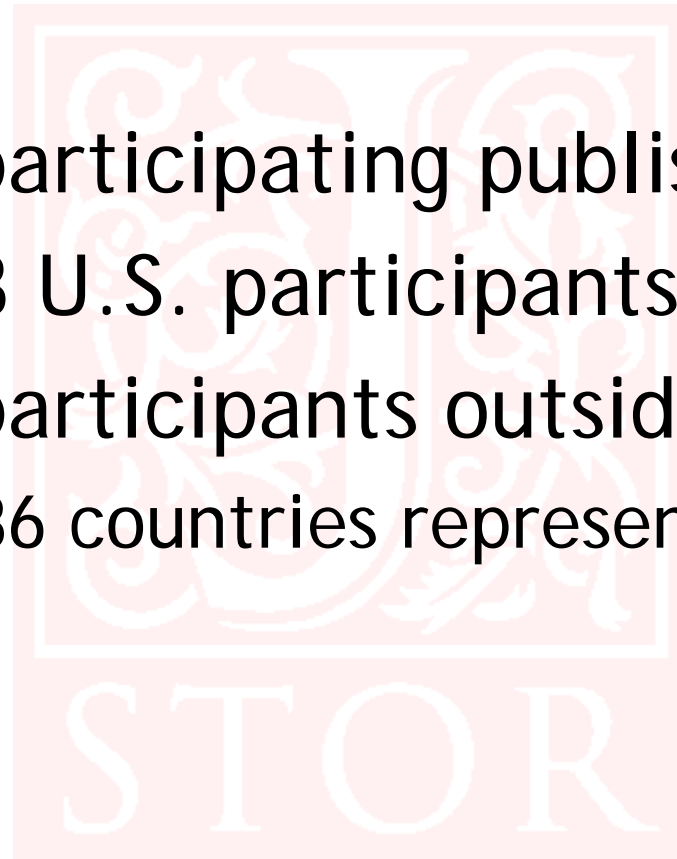 participating publis
U.S. participants
participants outsid
countries represen
J
STOR